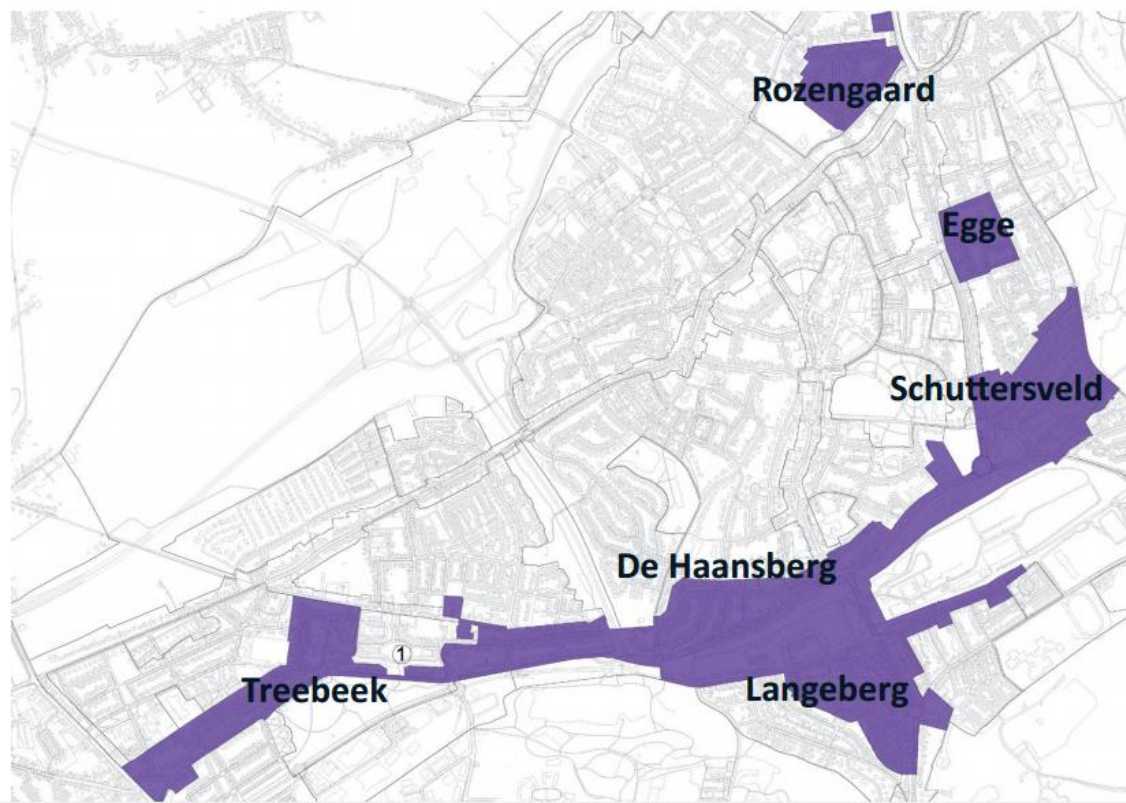 Rozengaard
Egge
Schuttersveld
De Haansberg
1
Treebeek
Langeberg